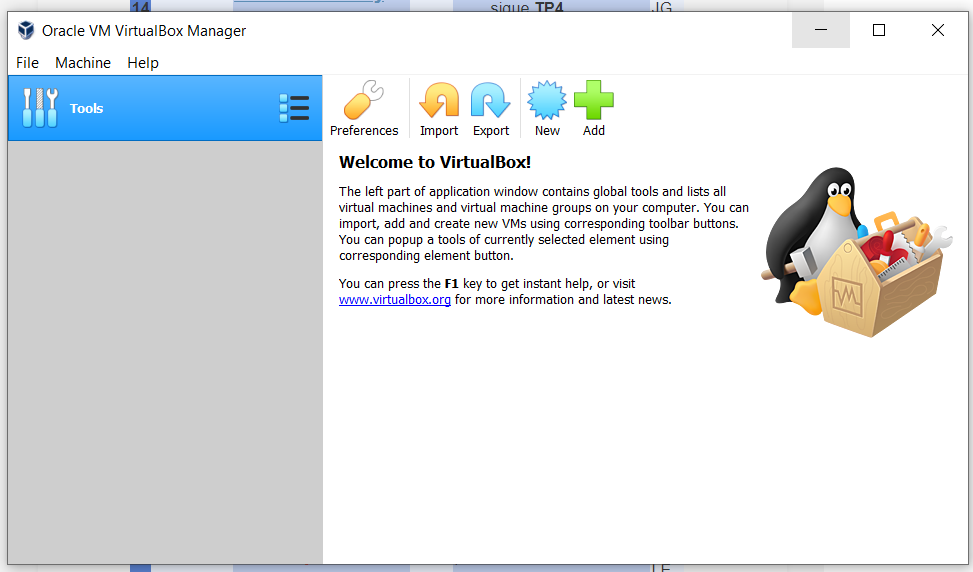 14
sique TP4 JG
Oracle VM VirtualBox Manager
File Machine Help
Tools
Preferences Import Export New Add
Welcome to VirtualBox!
The left part of application window contains global tools and lists all
virtual machines and virtual machine groups on your computer. You can
import, add and create new VMs using corresponding toolbar buttons.
You can popup a tools of currently selected element using
corresponding element button.
You can press the F1 key to get instant help, or visit
www.virtualbox.org for more information and latest news.